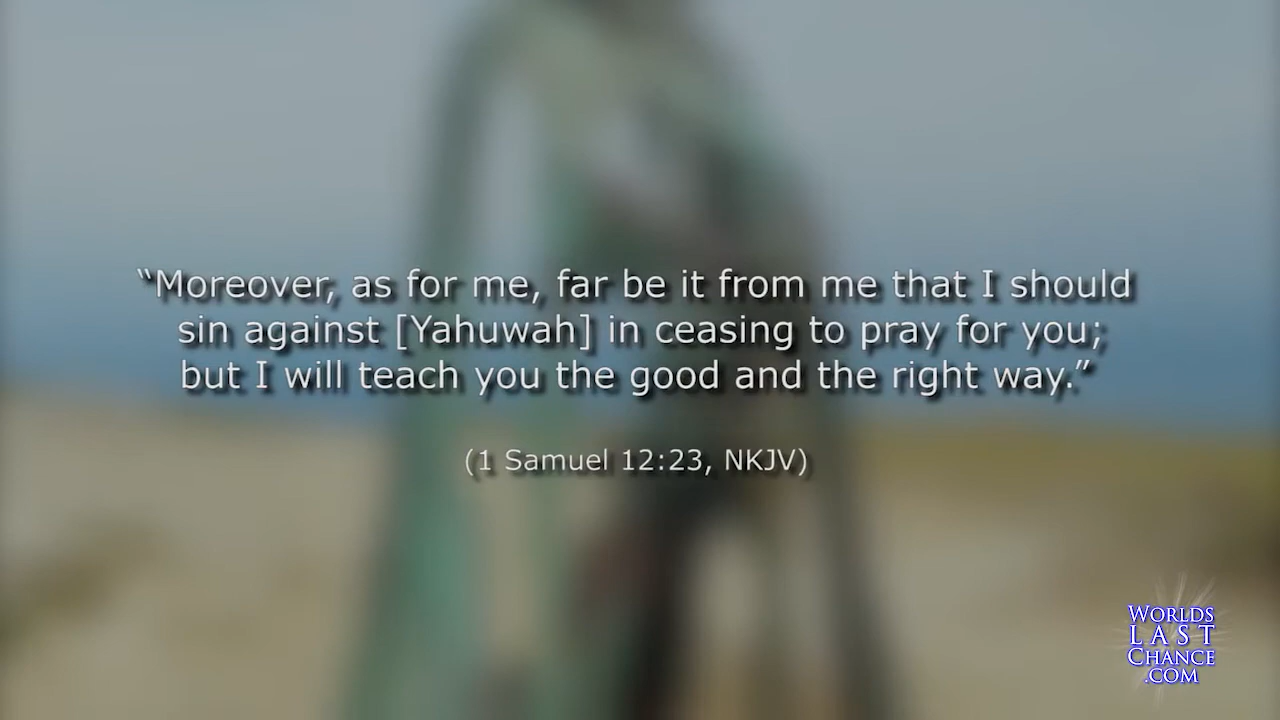 “Moreover, as for me, far be it from me that I should
sin against [Yahuwah] in ceasing to pray for you;
but I will teach you the good and the right way.”
(1 Samuel 12:23, NKJV)
WORLDS
LAST
CHANCE
.COM